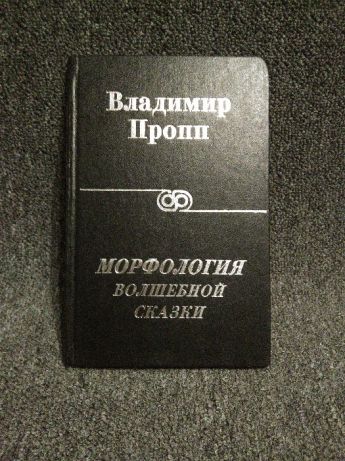 Владимир
Пропп
МОРФОЛОГИЯ
ВОЛШЕБНОЙ
СКАЗКИ